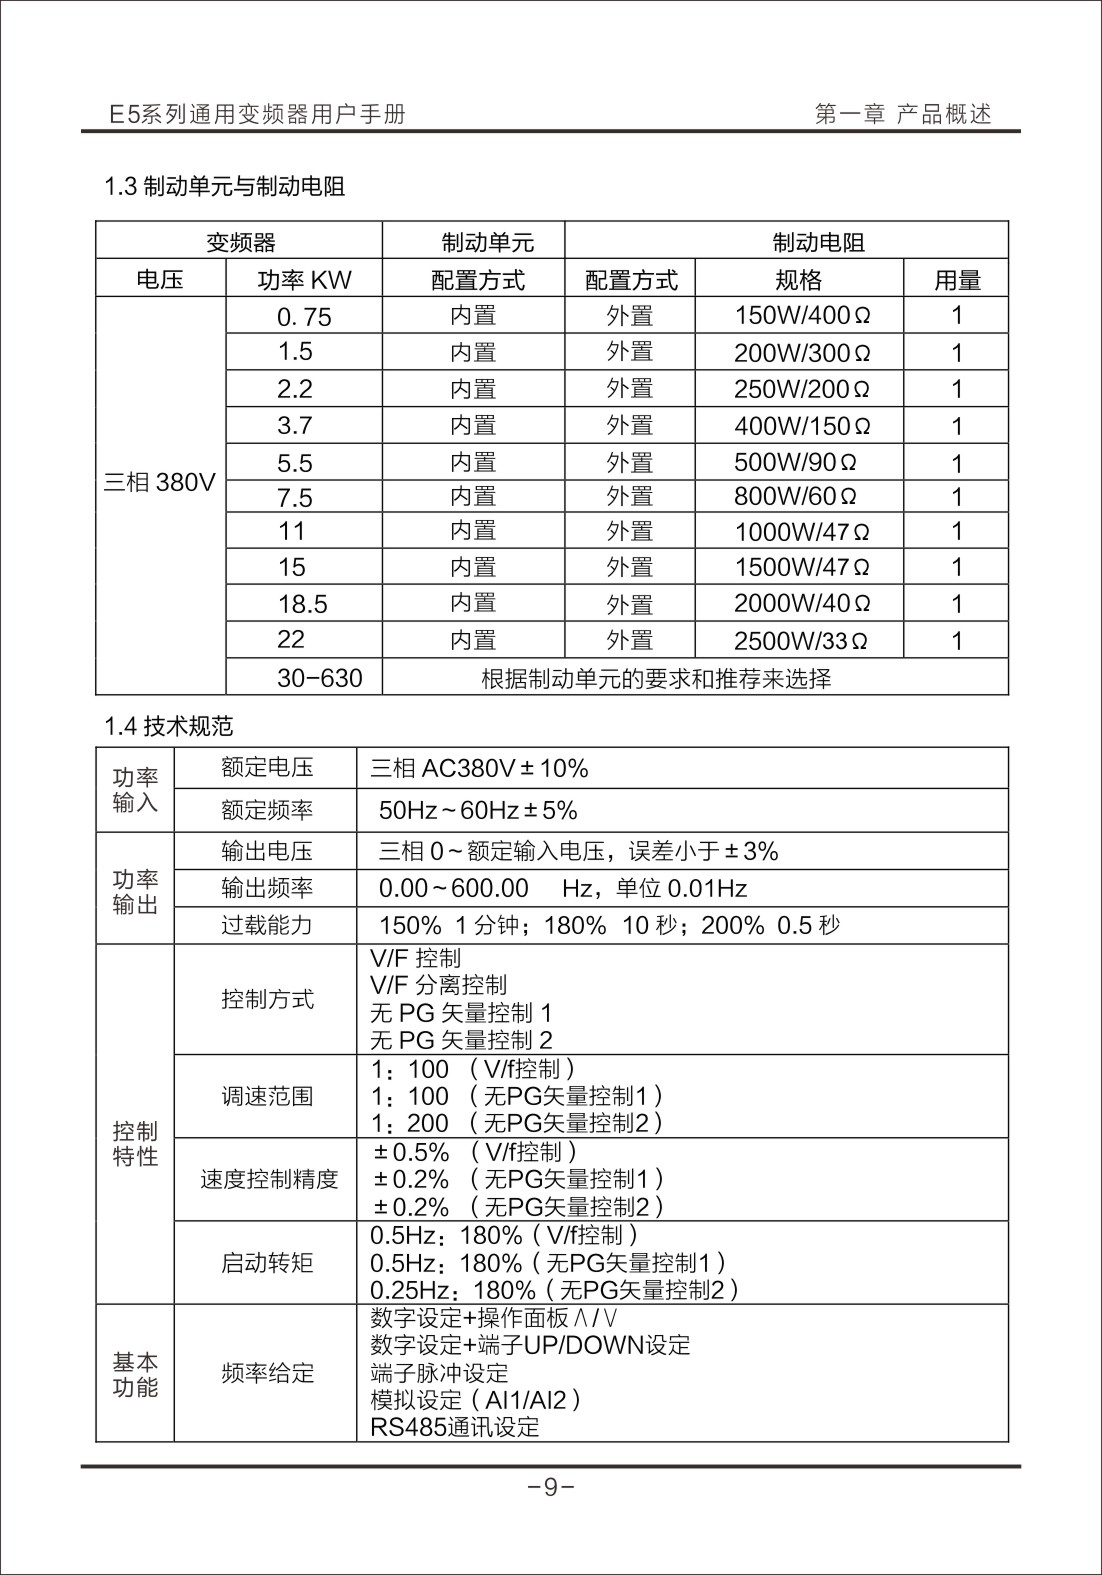 E5系列通用变频器用户手册 第一章 产品概述
1.3 制动单元与制动电阻
变频器 制动单元 制动电阻
电压 功率 KW 配置方式 配置方式 规格 用量
0. 75 内置 外置 150W/400Ω 1
1.5 内置 外置 200W/300Ω 1
2.2 内置 外置 250W/200Ω 1
3.7 内置 外置 400W/150Ω 1
5.5 内置 外置 500W/90Ω 1
三相 380V
7.5 内置 外置 800W/60Ω 1
11 内置 外置 1000W/47Ω 1
15 内置 外置 1500W/47Ω 1
18.5 内置 外置 2000W/40Ω 1
22 内置 外置 2500W/33Ω 1
30-630 根据制动单元的要求和推荐来选择
1.4 技术规范
功率
输入
额定电压 三相 AC380V±10%
额定频率 50Hz~60Hz±5%
功率
输出
输出电压 三相 0~额定输入电压，误差小于±3%
输出频率 0.00~600.00 Hz，单位 0.01Hz
过载能力 150% 1 分钟；180% 10 秒；200% 0.5 秒
控制
特性
控制方式
V/F 控制
V/F 分离控制
无 PG 矢量控制 1
无 PG 矢量控制 2
调速范围
1：100 （V/f控制）
1：100 （无PG矢量控制1）
1：200 （无PG矢量控制2）
速度控制精度
±0.5% （V/f控制）
±0.2% （无PG矢量控制1）
±0.2% （无PG矢量控制2）
启动转矩
0.5Hz：180%（V/f控制）
0.5Hz：180%（无PG矢量控制1）
0.25Hz：180%（无PG矢量控制2）
基本
功能
频率给定
数字设定+操作面板∧/∨
数字设定+端子UP/DOWN设定
端子脉冲设定
模拟设定（AI1/AI2）
RS485通讯设定
-9-